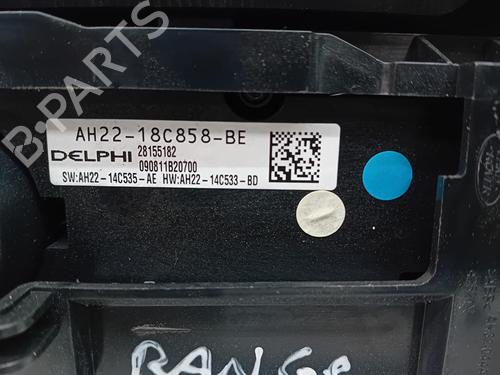 B-PARTS
AH22-18C858-BE
DELPHI 28155182
090811B20700
SW:AH22-14C535-AE HW:AH22-14C533-BD
RANGE